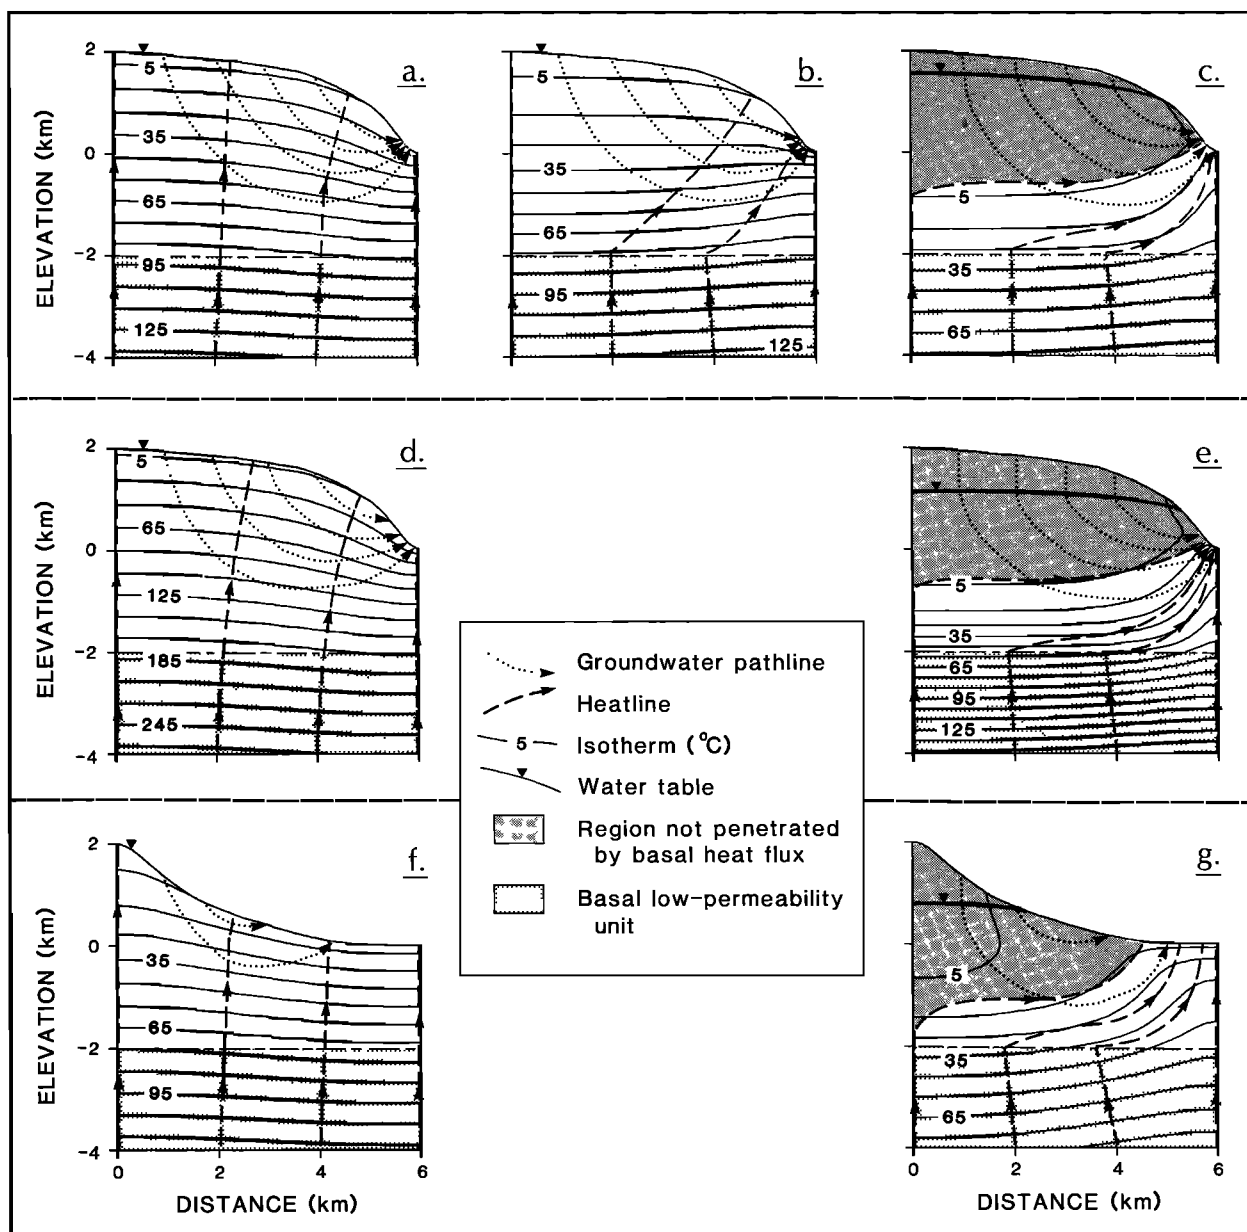 a.
b.
c.
2
0
-2
-4
ELEVATION (km)
5
35
65
95
125
5
35
65
95
125
5
35
65
d.
e.
2
0
-2
-4
ELEVATION (km)
5
65
125
185
245
5
35
65
95
125
Groundwater pathline
Heatline
5 Isotherm (°C)
Water table
Region not penetrated
by basal heat flux
Basal low-permeability
unit
f.
g.
2
0
-2
-4
ELEVATION (km)
35
65
95
5
35
65
0 2 4 6
DISTANCE (km)
0 2 4 6
DISTANCE (km)